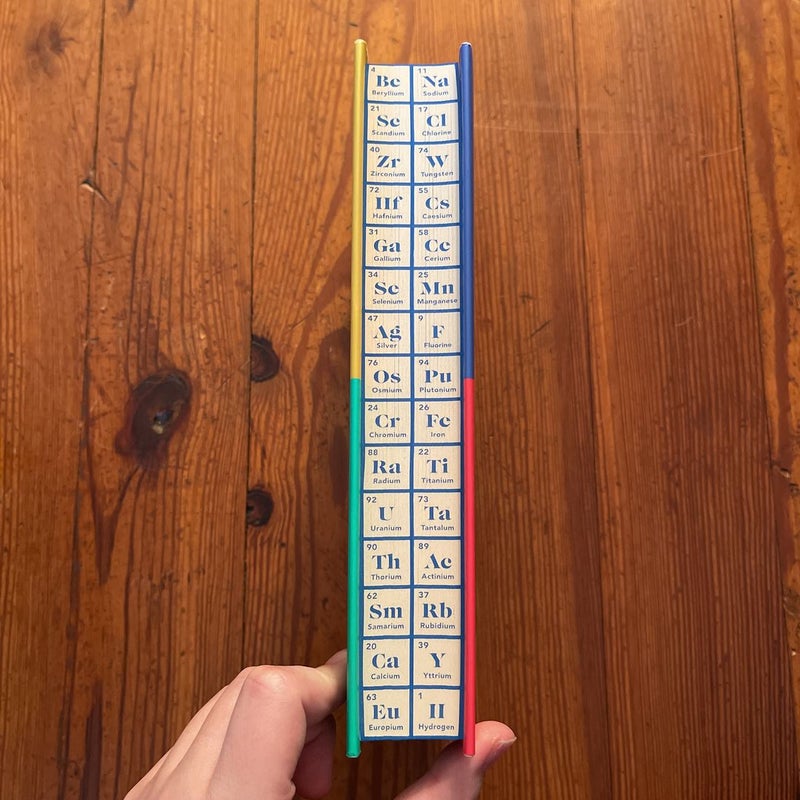 4 11
Be Na
Beryllium Sodium
21 17
Sc Cl
Scandium Chlorine
40 74
Zr W
Zirconium Tungsten
72 55
Hf Cs
Hafnium Caesium
31 58
Ga Ce
Gallium Cerium
34 25
Se Mn
Selenium Manganese
47 9
Ag F
Silver Fluorine
76 94
Os Pu
Osmium Plutonium
24 26
Cr Fe
Chromium Iron
88 22
Ra Ti
Radium Titanium
92 73
U Ta
Uranium Tantalum
90 89
Th Ac
Thorium Actinium
62 37
Sm Rb
Samarium Rubidium
20 39
Ca Y
Calcium Yttrium
63 1
Eu H
Europium Hydrogen